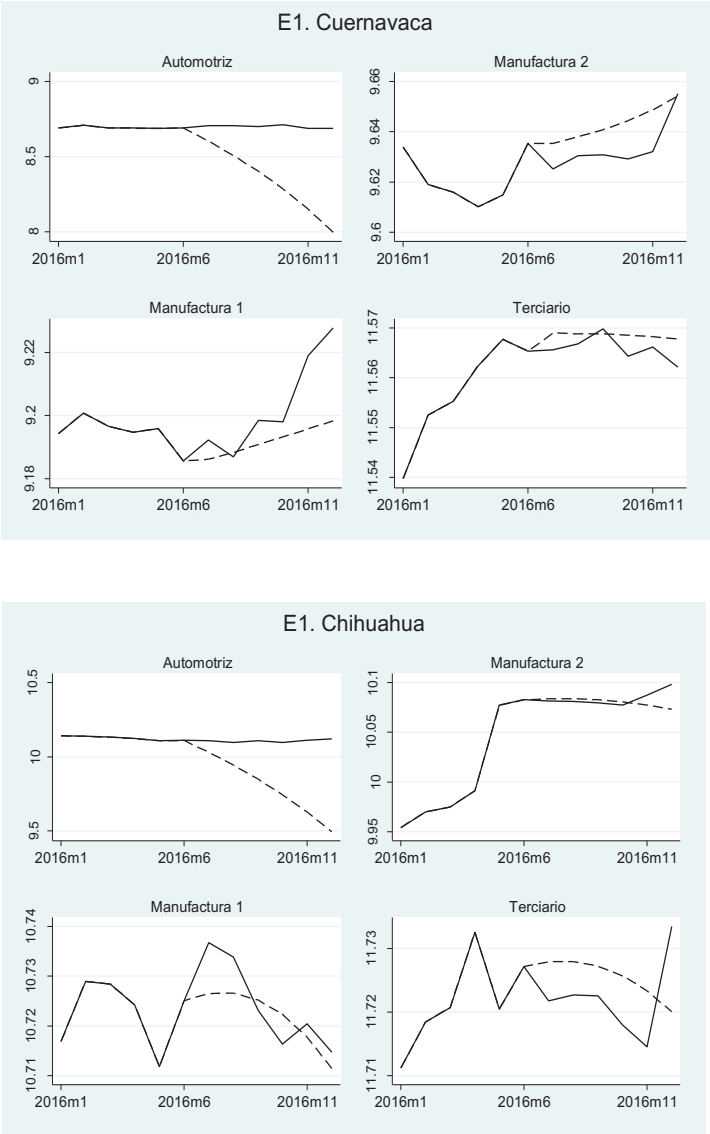 E1. Cuernavaca
Automotriz
9
8.5
8
2016m1 2016m6 2016m11
Manufactura 2
9.66
9.64
9.62
9.6
2016m1 2016m6 2016m11
Manufactura 1
9.22
9.2
9.18
2016m1 2016m6 2016m11
Terciario
11.57
11.56
11.55
11.54
2016m1 2016m6 2016m11
E1. Chihuahua
Automotriz
10.5
10
9.5
2016m1 2016m6 2016m11
Manufactura 2
10.1
10.05
10
9.95
2016m1 2016m6 2016m11
Manufactura 1
10.74
10.73
10.72
10.71
2016m1 2016m6 2016m11
Terciario
11.73
11.72
11.71
2016m1 2016m6 2016m11